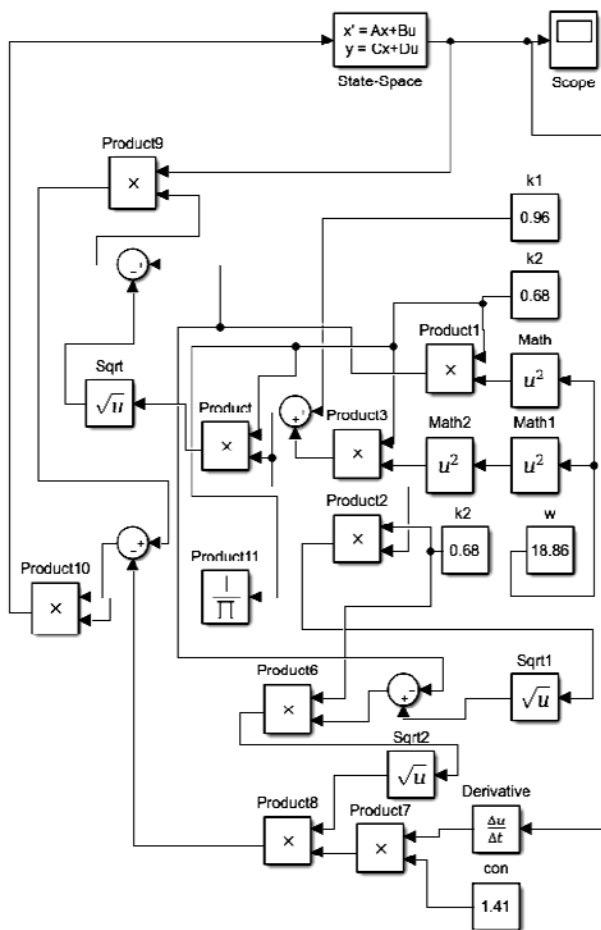 x' = Ax+Bu
y = Cx+Du
State-Space
Scope
Product9
×
k1
0.96
k2
0.68
Product1
×
Math
u²
Sqrt
√u
Product
×
Product3
×
Math2
u²
Math1
u²
Product2
×
k2
0.68
w
18.86
Product11
1
∏
Product10
×
Product6
×
Sqrt1
√u
Sqrt2
√u
Product8
×
Product7
×
Derivative
Δu
Δt
con
1.41